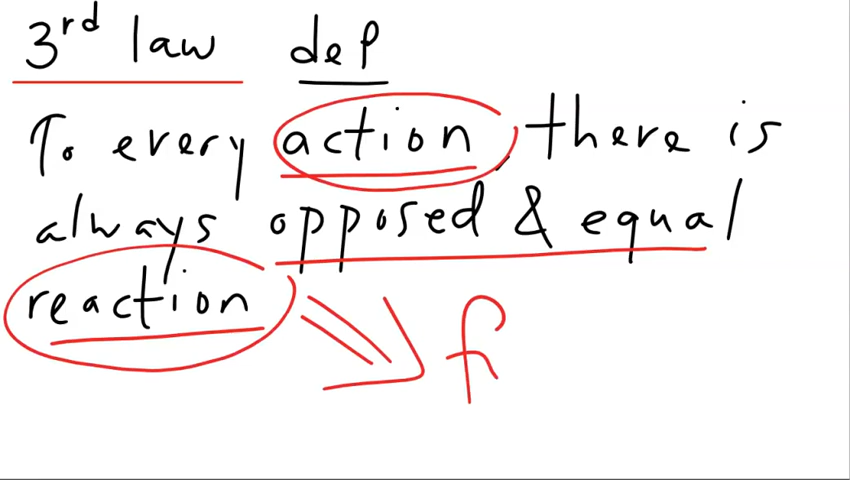 3rd law def
To every action there is
always opposed & equal
reaction